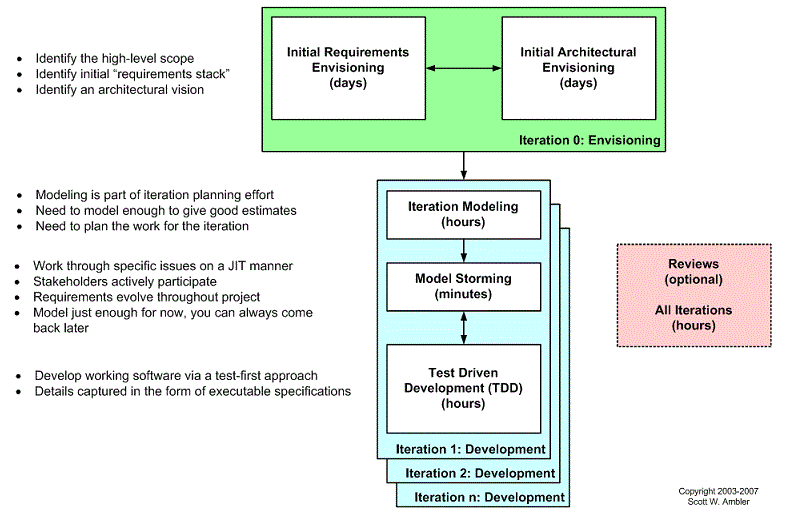 Initial Requirements
Envisioning
(days)
Initial Architectural
Envisioning
(days)
Iteration 0: Envisioning
• Identify the high-level scope
• Identify initial “requirements stack”
• Identify an architectural vision
• Modeling is part of iteration planning effort
• Need to model enough to give good estimates
• Need to plan the work for the iteration
Iteration Modeling
(hours)
• Work through specific issues on a JIT manner
• Stakeholders actively participate
• Requirements evolve throughout project
• Model just enough for now, you can always come
back later
Model Storming
(minutes)
Reviews
(optional)
All Iterations
(hours)
• Develop working software via a test-first approach
• Details captured in the form of executable specifications
Test Driven
Development (TDD)
(hours)
Iteration 1: Development
Iteration 2: Development
Iteration n: Development
Copyright 2003-2007
Scott W. Ambler